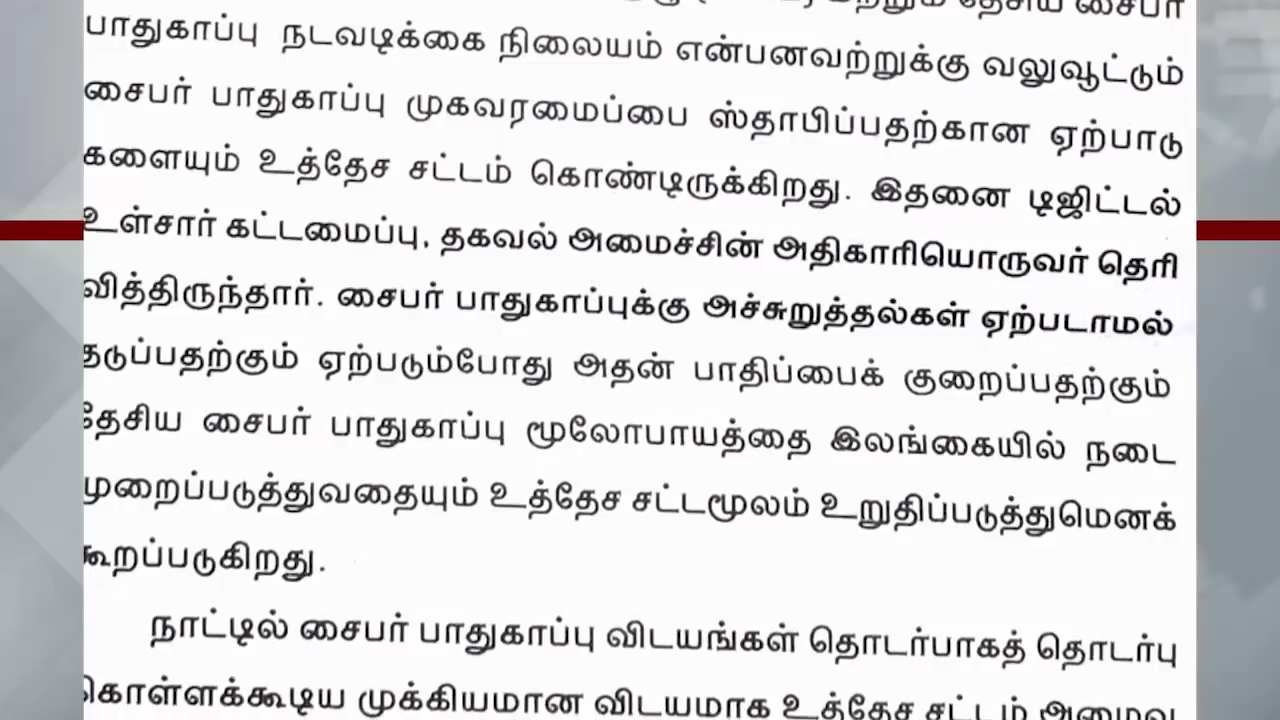 தேசிய சைபர்
பாதுகாப்பு நடவடிக்கை நிலையம் என்பனவற்றுக்கு வலுவூட்டும்
சைபர் பாதுகாப்பு முகவரமைப்பை ஸ்தாபிப்பதற்கான ஏற்பாடு
களையும் உத்தேச சட்டம் கொண்டிருக்கிறது. இதனை டிஜிட்டல்
உள்சார் கட்டமைப்பு, தகவல் அமைச்சின் அதிகாரியொருவர் தெரி
வித்திருந்தார். சைபர் பாதுகாப்புக்கு அச்சுறுத்தல்கள் ஏற்படாமல்
தடுப்பதற்கும் ஏற்படும்போது அதன் பாதிப்பைக் குறைப்பதற்கும்
தேசிய சைபர் பாதுகாப்பு மூலோபாயத்தை இலங்கையில் நடை
முறைப்படுத்துவதையும் உத்தேச சட்டமூலம் உறுதிப்படுத்துமெனக்
கூறப்படுகிறது.
நாட்டில் சைபர் பாதுகாப்பு விடயங்கள் தொடர்பாகத் தொடர்பு
கொள்ளக்கூடிய முக்கியமான விடயமாக உத்தேச சட்டம் அமைவ